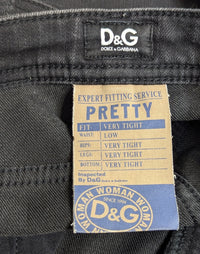 D&G
DOLCE & GABBANA
EXPERT FITTING SERVICE
PRETTY
FIT: VERY TIGHT
WAIST: LOW
HIPS: VERY TIGHT
LEGS: VERY TIGHT
BOTTOM: VERY TIGHT
Inspected
By D&G
WOMAN WOMAN WOMAN
SINCE
D&G